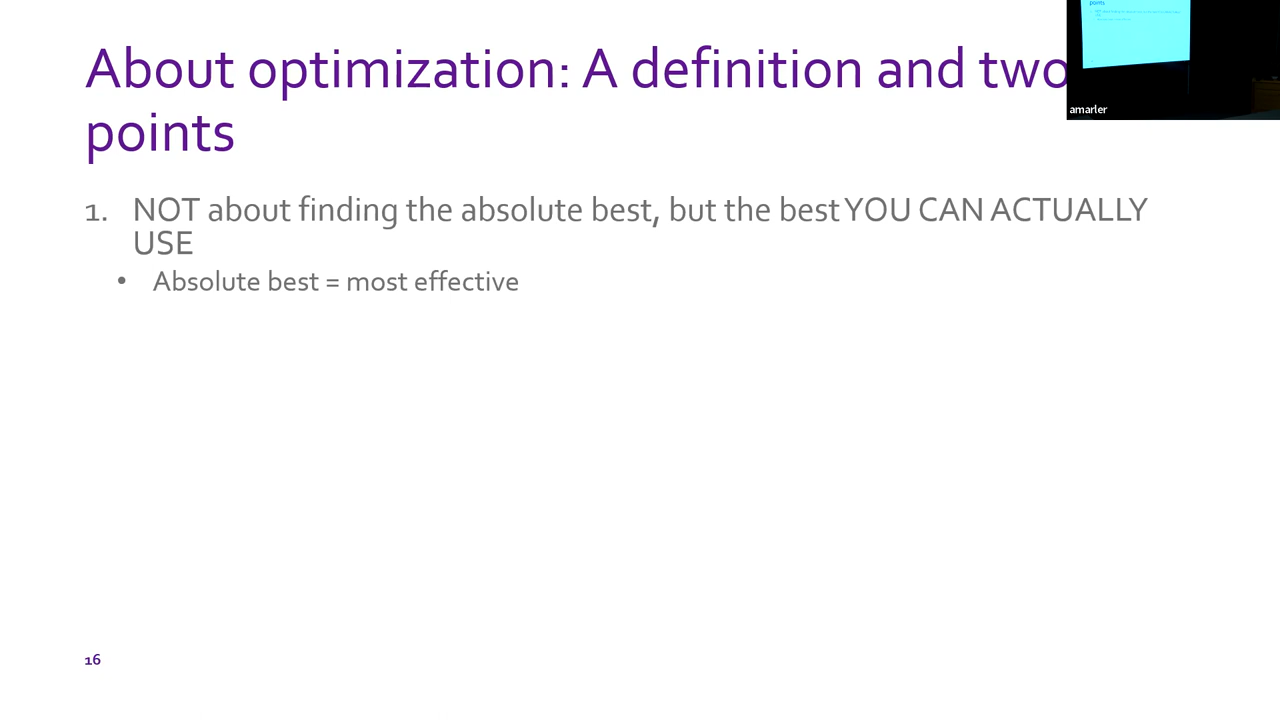 About optimization: A definition and two
points
1. NOT about finding the absolute best, but the best YOU CAN ACTUALLY
USE
• Absolute best = most effective
16
points
amarler